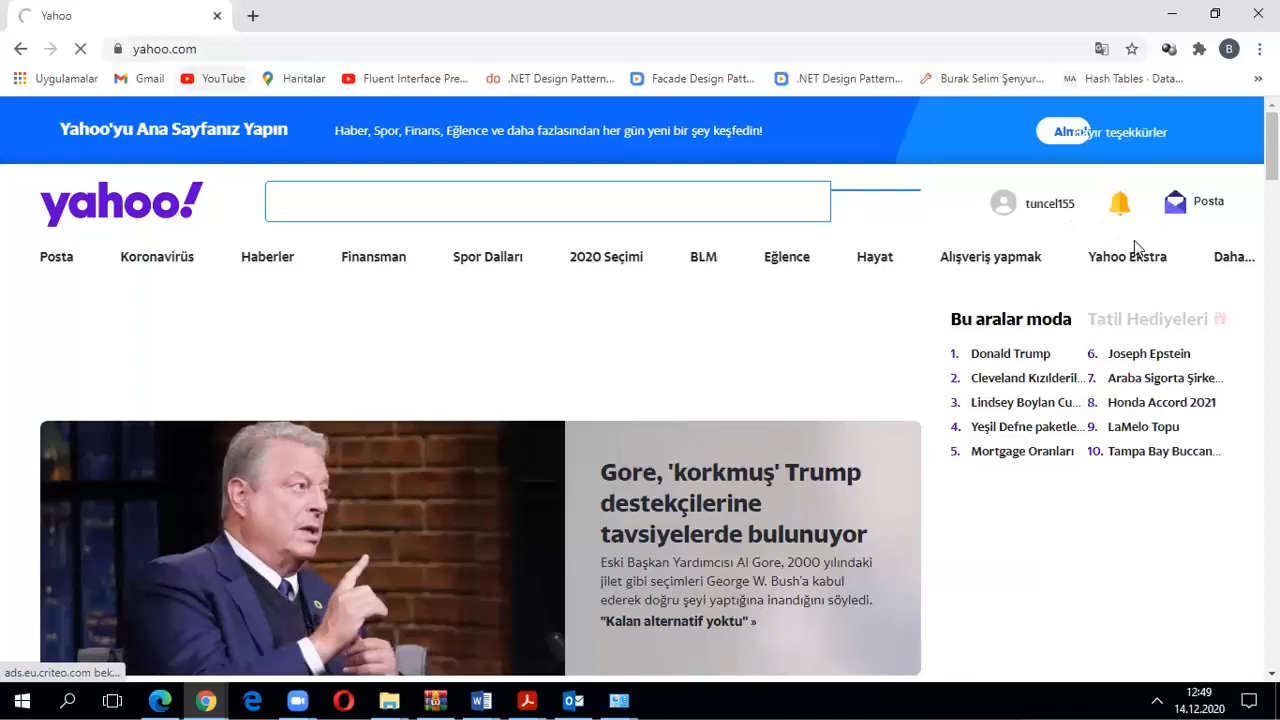 Yahoo
yahoo.com
Uygulamalar Gmail YouTube Haritalar Fluent Interface Pre... .NET Design Pattern... Facade Design Patt... .NET Design Pattern... Burak Selim Şenyur... Hash Tables - Data... »
B
Yahoo'yu Ana Sayfanız Yapın
Haber, Spor, Finans, Eğlence ve daha fazlasından her gün yeni bir şey keşfedin!
teşekkürler
yahoo!
tuncel155
Posta
Posta Koronavirüs Haberler Finansman Spor Dalları 2020 Seçimi BLM Eğlence Hayat Alışveriş yapmak Yahoo Ekstra Daha...
Bu aralar moda Tatil Hediyeleri
1. Donald Trump
2. Cleveland Kızılderil...
3. Lindsey Boylan Cu...
4. Yeşil Defne paketle...
5. Mortgage Oranları
6. Joseph Epstein
7. Araba Sigorta Şirke...
8. Honda Accord 2021
9. LaMelo Topu
10. Tampa Bay Buccan...
Gore, 'korkmuş' Trump
destekçilerine
tavsiyelerde bulunuyor
Eski Başkan Yardımcısı Al Gore, 2000 yılındaki
jilet gibi seçimleri George W. Bush'a kabul
ederek doğru şeyi yaptığına inandığını söyledi.
"Kalan alternatif yoktu" »
ads.eu.criteo.com bek...
12:49
14.12.2020